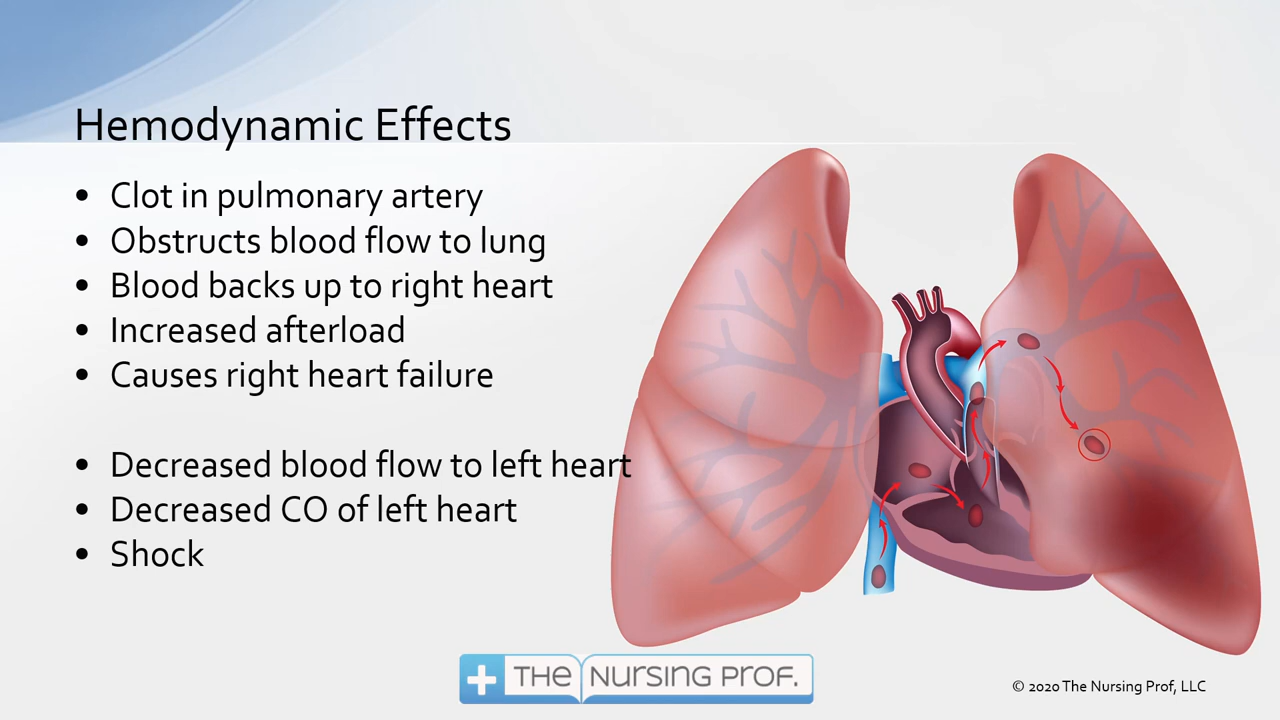 Hemodynamic Effects
• Clot in pulmonary artery
• Obstructs blood flow to lung
• Blood backs up to right heart
• Increased afterload
• Causes right heart failure
• Decreased blood flow to left heart
• Decreased CO of left heart
• Shock
THE NURSING PROF.
© 2020 The Nursing Prof, LLC